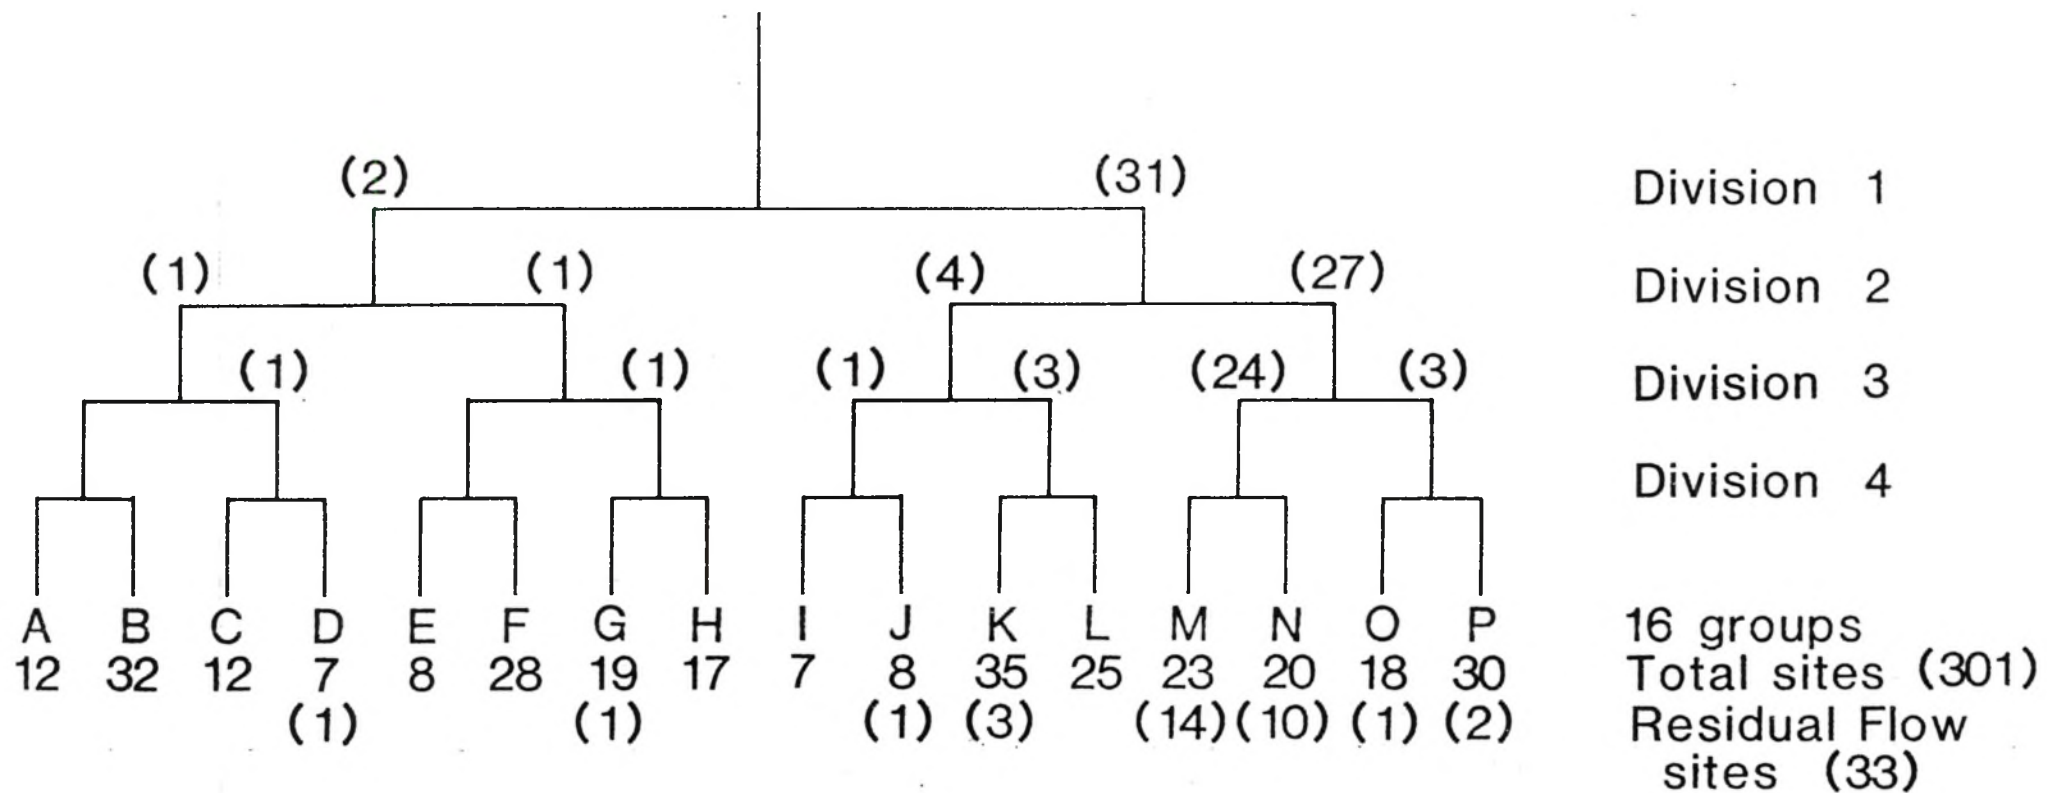 (2) (31) Division 1
(1) (1) (4) (27) Division 2
(1) (1) (1) (3) (24) (3) Division 3
Division 4
A B C D E F G H I J K L M N O P 16 groups
12 32 12 7 8 28 19 17 7 8 35 25 23 20 18 30 Total sites (301)
(1) (1) (1) (3) (14) (10) (1) (2) Residual Flow
sites (33)